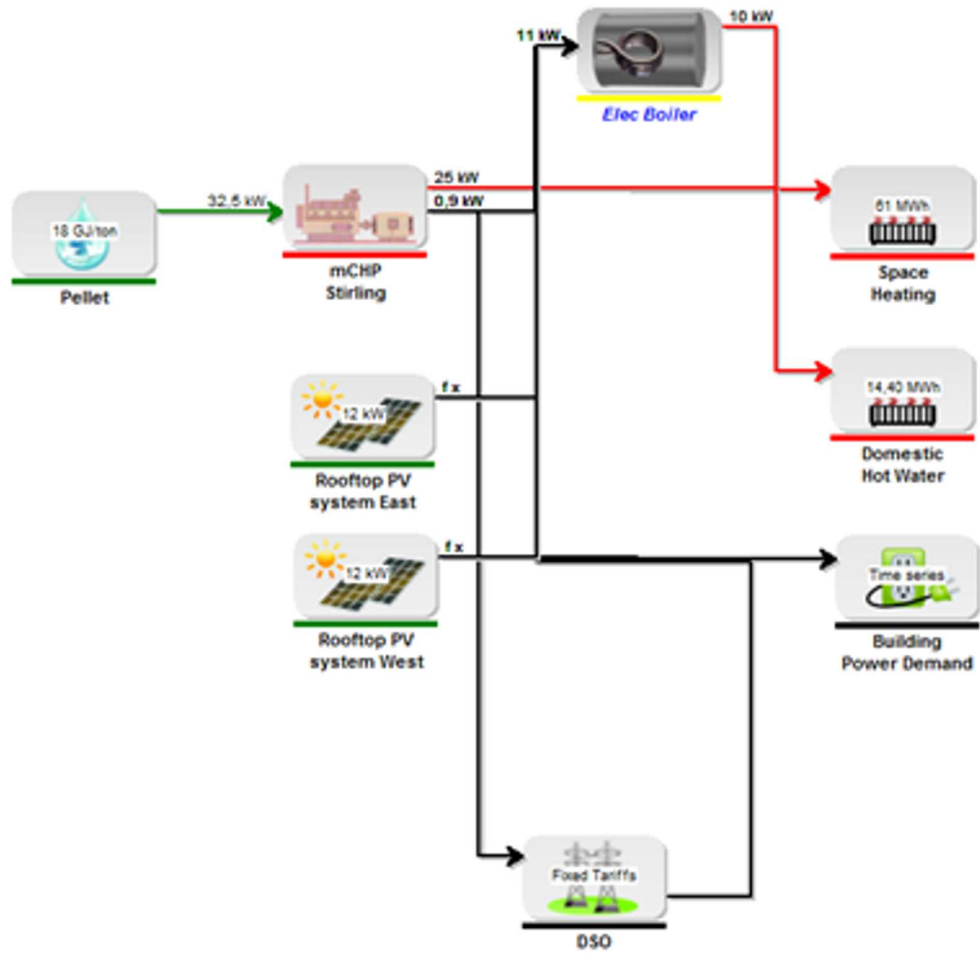 10 kW
11 kW
Elec Boiler
25 kW
32,5 kW
0,9 kW
18 GJ/ton
61 MWh
mCHP
Stirling
Space
Heating
Pellet
f x
12 kW
14,40 MWh
Domestic
Hot Water
Rooftop PV
system East
f x
12 kW
Time series
Rooftop PV
system West
Building
Power Demand
Fixed Tariffs
DSO